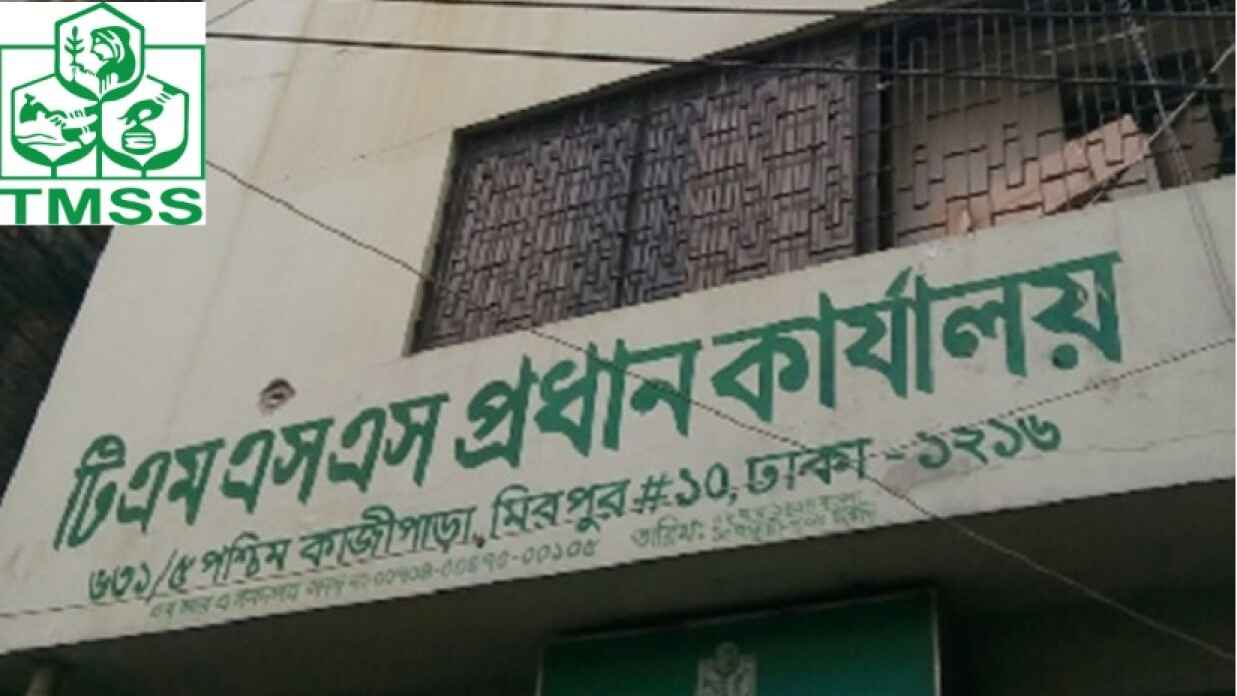 TMSS
টিএমএসএস প্রধান কার্যালয়
৬৩১/৫ পশ্চিম কাজীপাড়া, মিরপুর # ১০, ঢাকা - ১২১৬
তারিখ: